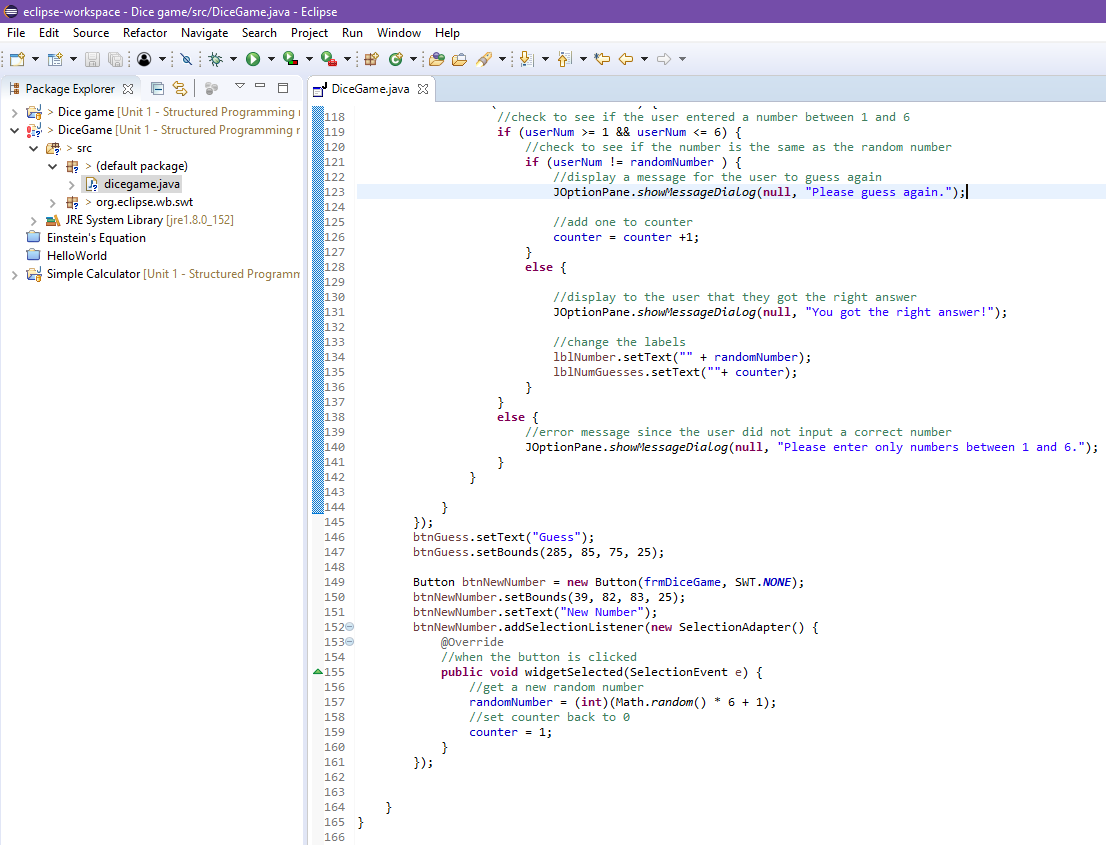 eclipse-workspace - Dice game/src/DiceGame.java - Eclipse
File Edit Source Refactor Navigate Search Project Run Window Help
Package Explorer
> Dice game [Unit 1 - Structured Programming
> DiceGame [Unit 1 - Structured Programming
> src
> (default package)
dicegame.java
> org.eclipse.wb.swt
JRE System Library [jre1.8.0_152]
Einstein's Equation
HelloWorld
Simple Calculator [Unit 1 - Structured Programm
DiceGame.java
118 //check to see if the user entered a number between 1 and 6
119 if (userNum >= 1 && userNum <= 6) {
120 //check to see if the number is the same as the random number
121 if (userNum != randomNumber ) {
122 //display a message for the user to guess again
123 JOptionPane.showMessageDialog(null, "Please guess again.");
124
125 //add one to counter
126 counter = counter +1;
127 }
128 else {
129
130 //display to the user that they got the right answer
131 JOptionPane.showMessageDialog(null, "You got the right answer!");
132
133 //change the labels
134 lblNumber.setText("" + randomNumber);
135 lblNumGuesses.setText(""+ counter);
136 }
137 }
138 else {
139 //error message since the user did not input a correct number
140 JOptionPane.showMessageDialog(null, "Please enter only numbers between 1 and 6.");
141 }
142 }
143
144 }
145 });
146 btnGuess.setText("Guess");
147 btnGuess.setBounds(285, 85, 75, 25);
148
149 Button btnNewNumber = new Button(frmDiceGame, SWT.NONE);
150 btnNewNumber.setBounds(39, 82, 83, 25);
151 btnNewNumber.setText("New Number");
152 btnNewNumber.addSelectionListener(new SelectionAdapter() {
153 @Override
154 //when the button is clicked
155 public void widgetSelected(SelectionEvent e) {
156 //get a new random number
157 randomNumber = (int)(Math.random() * 6 + 1);
158 //set counter back to 0
159 counter = 1;
160 }
161 });
162
163
164 }
165 }
166